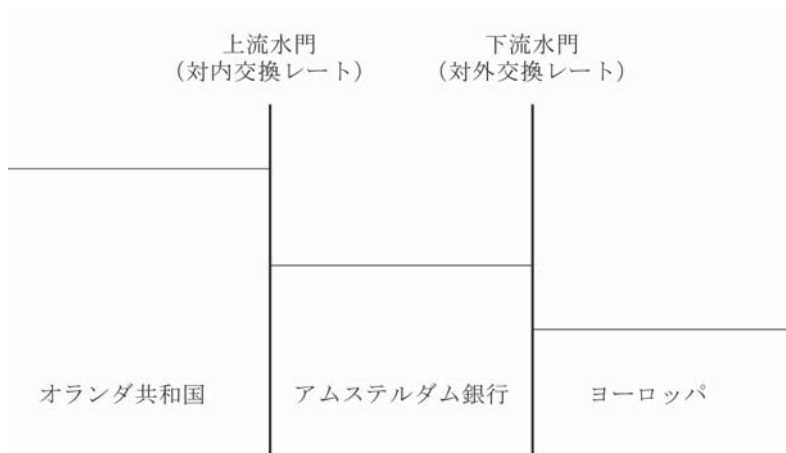 上流水門
（対内交換レート）
下流水門
（対外交換レート）
オランダ共和国
アムステルダム銀行
ヨーロッパ